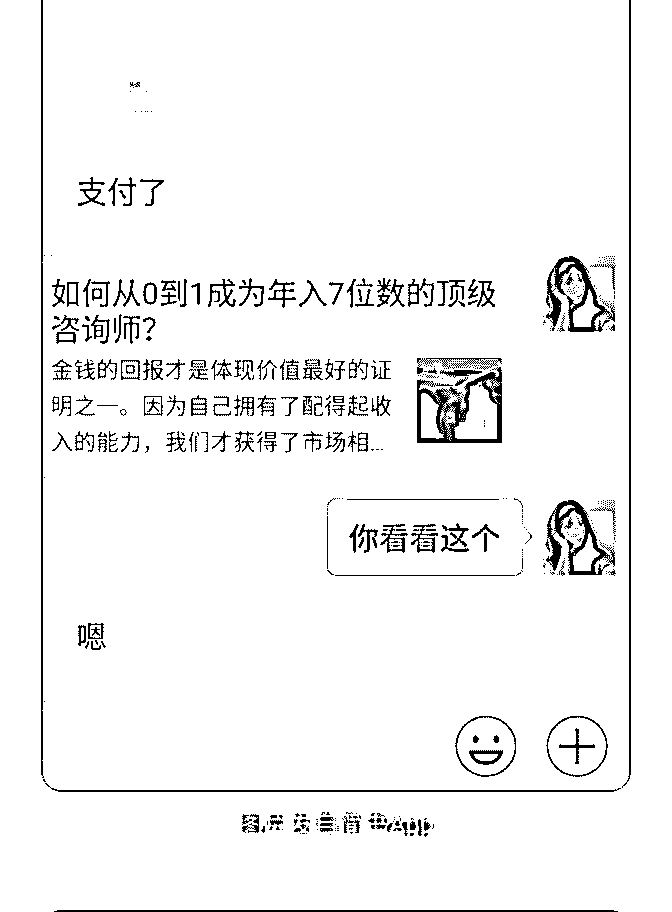 支付了
如何从0到1成为年入7位数的顶级
咨询师？
金钱的回报才是体现价值最好的证
明之一。因为自己拥有了配得起收
入的能力，我们才获得了市场相...
你看看这个
嗯